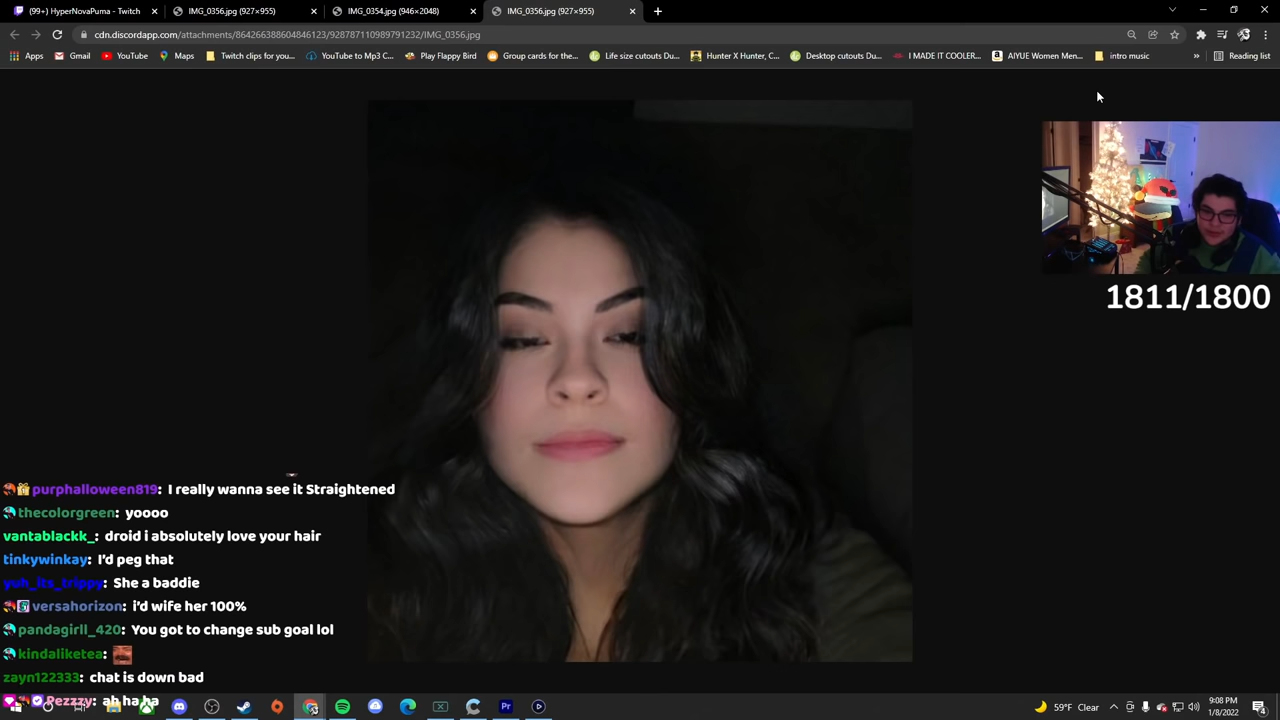 (99+) HyperNovaPuma - Twitch
IMG_0356.jpg (927×955)
IMG_0354.jpg (946×2048)
IMG_0356.jpg (927×955)
cdn.discordapp.com/attachments/864266388604846123/928787110989791232/IMG_0356.jpg
Apps
Gmail
YouTube
Maps
Twitch clips for you...
YouTube to Mp3 C...
Play Flappy Bird
Group cards for the...
Life size cutouts Du...
Hunter X Hunter, C...
Desktop cutouts Du...
I MADE IT COOLER...
AIYUE Women Men...
intro music
»
Reading list
1811/1800
purphalloween819: I really wanna see it Straightened
thecolorgreen: yoooo
vantablackk_: droid i absolutely love your hair
tinkywinkay: I'd peg that
yuh_its_trippy: She a baddie
versahorizon: i'd wife her 100%
pandagirll_420: You got to change sub goal lol
kindaliketea:
zayn122333: chat is down bad
Pezzzy: ah ha ha
59°F Clear
9:08 PM
1/8/2022